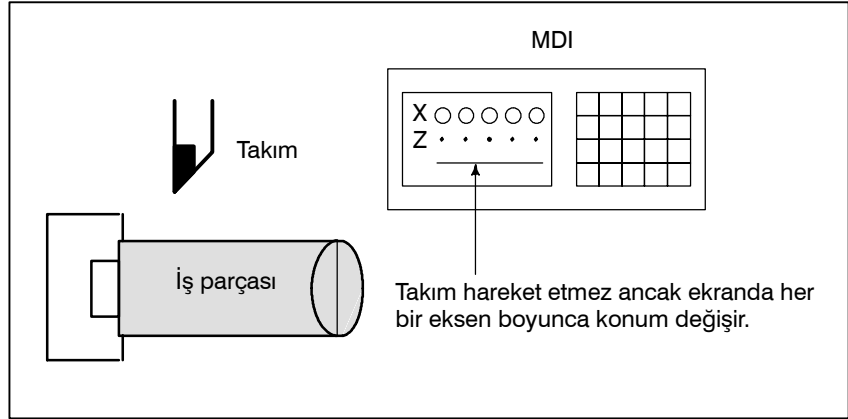 MDI
X
Z
Takım
İş parçası
Takım hareket etmez ancak ekranda her
bir eksen boyunca konum değişir.